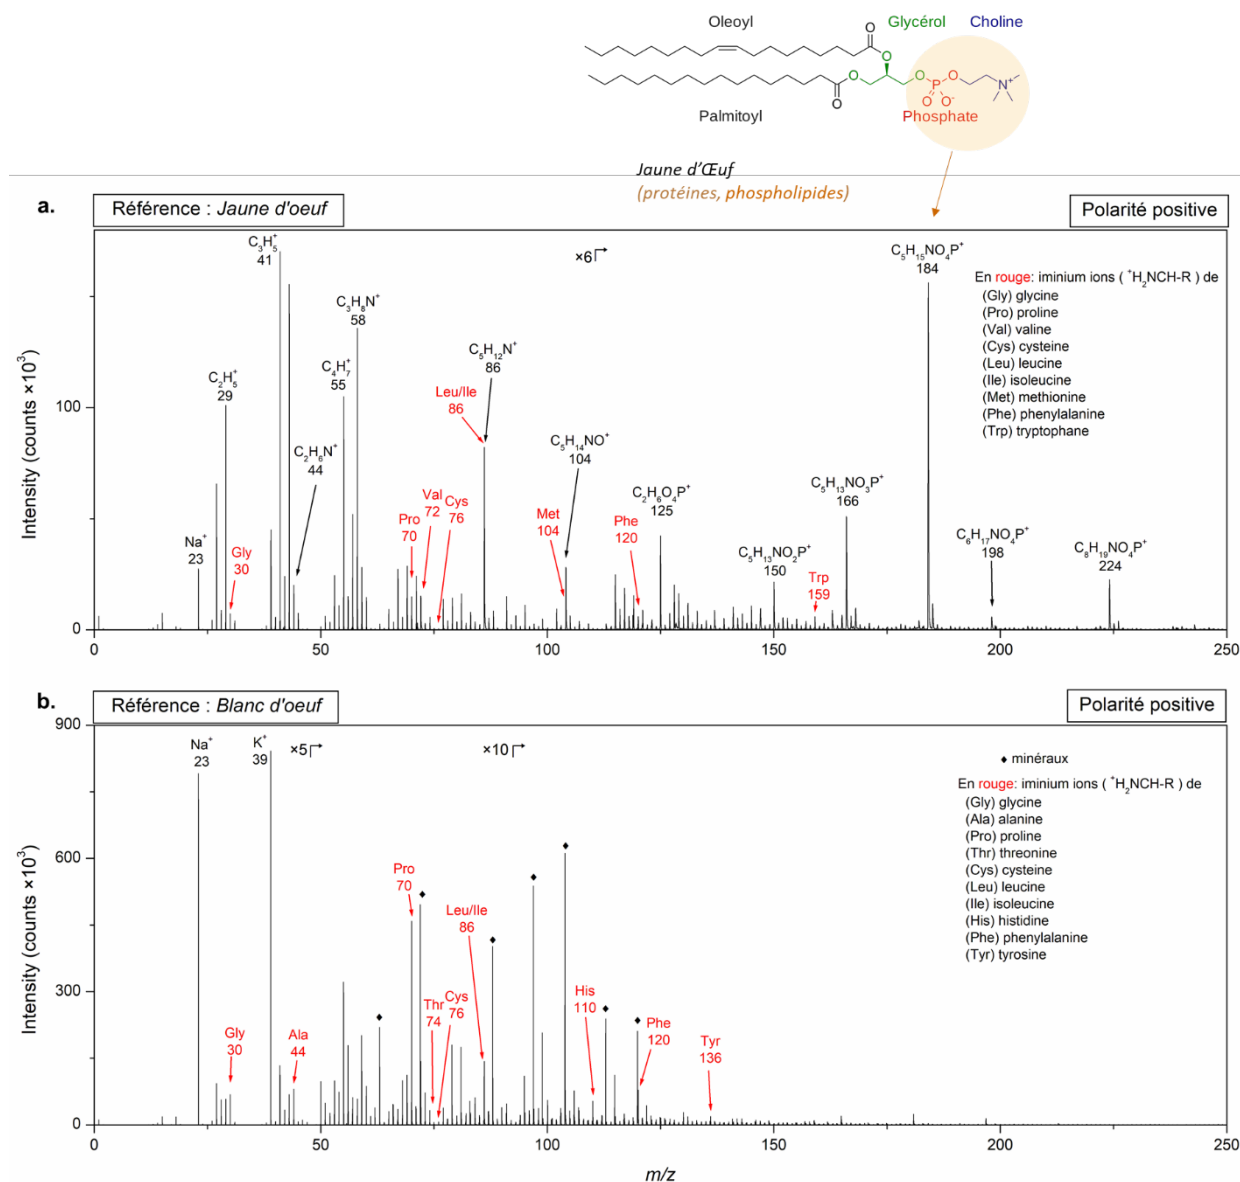 Oleoyl
Glycérol
Choline
O
O
O
O
P
O
N+
O
O
O-
Palmitoyl
Phosphate
Jaune d'Œuf
(protéines, phospholipides)
a.
Référence : Jaune d'oeuf
Polarité positive
C3H5+
41
×6
C5H15NO4P+
184
En rouge: iminium ions ( +H2NCH-R ) de
(Gly) glycine
(Pro) proline
(Val) valine
(Cys) cysteine
(Leu) leucine
(Ile) isoleucine
(Met) methionine
(Phe) phenylalanine
(Trp) tryptophane
C3H8N+
58
C5H12N+
86
C2H5+
29
C4H7+
55
Leu/Ile
86
C2H6N+
44
C5H14NO+
104
Val
72
Cys
76
Pro
70
Met
104
Phe
120
C2H6O4P+
125
C5H13NO3P+
166
Na+
23
Gly
30
C5H13NO2P+
150
Trp
159
C6H17NO4P+
198
C8H19NO4P+
224
Intensity (counts ×10³)
100
0
0 50 100 150 200 250
b.
Référence : Blanc d'oeuf
Polarité positive
Na+
23
K+
39
×5
×10
♦ minéraux
En rouge: iminium ions ( +H2NCH-R ) de
(Gly) glycine
(Ala) alanine
(Pro) proline
(Thr) threonine
(Cys) cysteine
(Leu) leucine
(Ile) isoleucine
(His) histidine
(Phe) phenylalanine
(Tyr) tyrosine
Pro
70
Leu/Ile
86
Thr
74
Cys
76
His
110
Gly
30
Ala
44
Phe
120
Tyr
136
Intensity (counts ×10³)
900
600
300
0
0 50 100 150 200 250
m/z